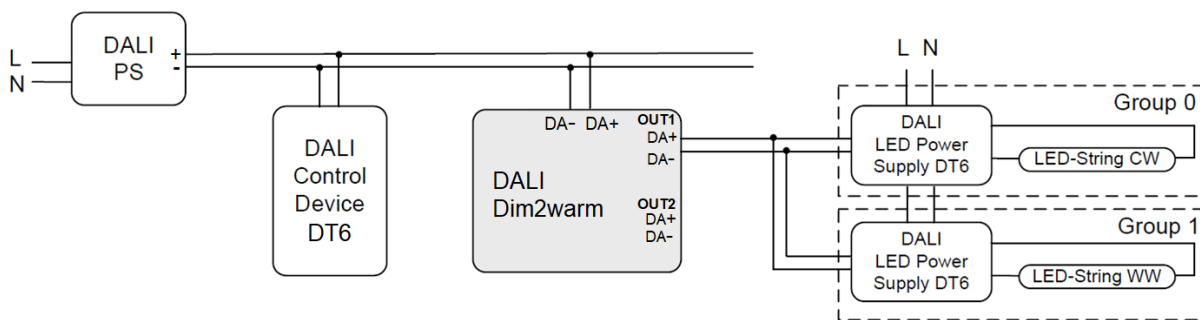 L
N
DALI
PS
+
-
DALI
Control
Device
DT6
DA- DA+
OUT1
DA+
DA-
DALI
Dim2warm
OUT2
DA+
DA-
L N
Group 0
DALI
LED Power
Supply DT6
LED-String CW
Group 1
DALI
LED Power
Supply DT6
LED-String WW